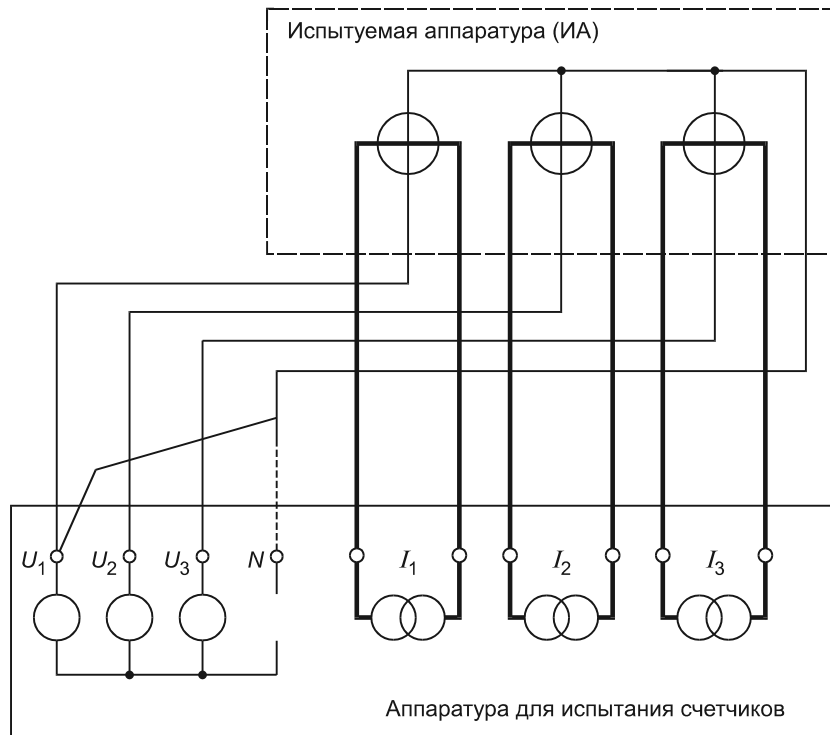 Испытуемая аппаратура (ИА)
U1 U2 U3 N I1 I2 I3
Аппаратура для испытания счетчиков